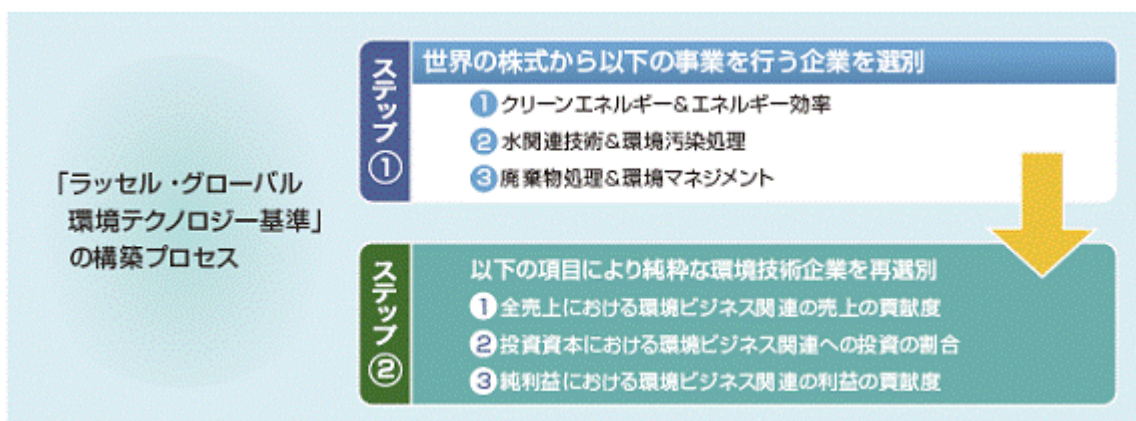 「ラッセル・グローバル
環境テクノロジー基準」
の構築プロセス
ステップ①
世界の株式から以下の事業を行う企業を選別
①クリーンエネルギー&エネルギー効率
②水関連技術&環境汚染処理
③廃棄物処理&環境マネジメント
ステップ②
以下の項目により純粋な環境技術企業を再選別
①全売上における環境ビジネス関連の売上の貢献度
②投資資本における環境ビジネス関連への投資の割合
③純利益における環境ビジネス関連の利益の貢献度